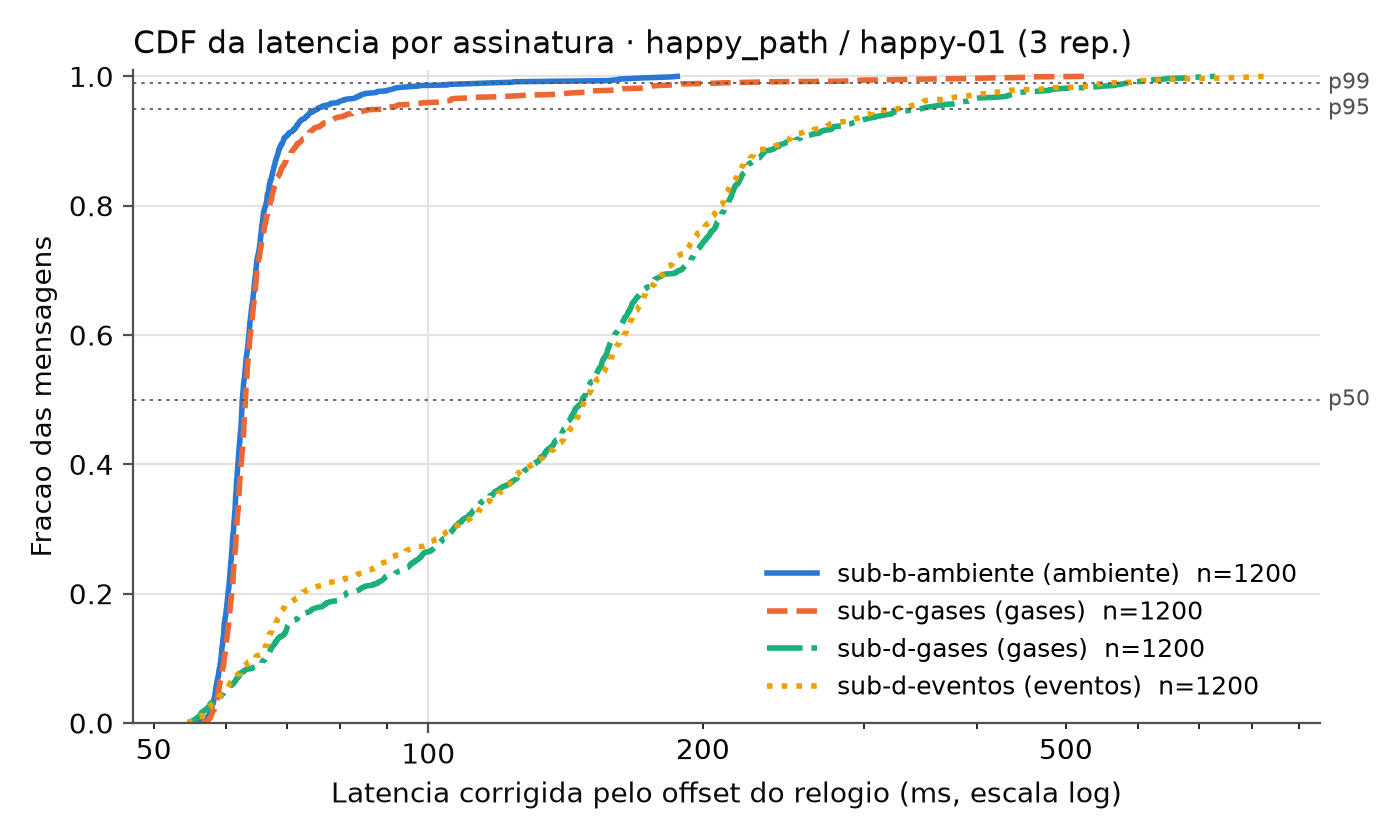 CDF da latencia por assinatura · happy_path / happy-01 (3 rep.)
1.0
p99
p95
0.8
0.6
p50
0.4
0.2
0.0
Fracao das mensagens
sub-b-ambiente (ambiente) n=1200
sub-c-gases (gases) n=1200
sub-d-gases (gases) n=1200
sub-d-eventos (eventos) n=1200
50 100 200 500
Latencia corrigida pelo offset do relogio (ms, escala log)